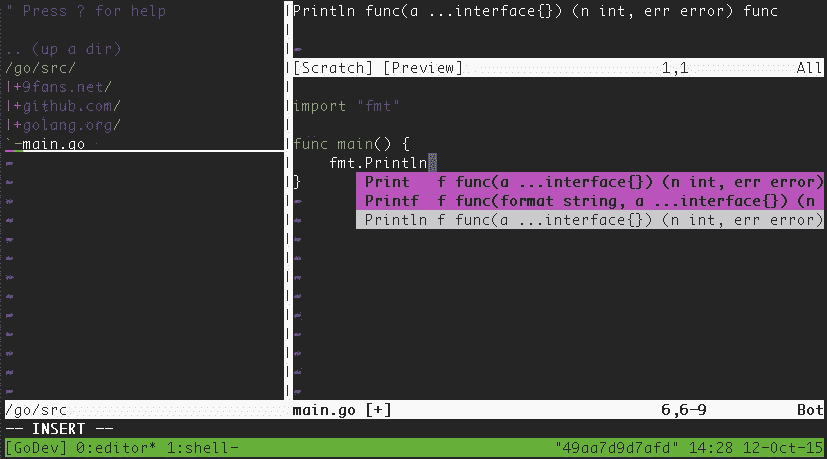 " Press ? for help
.. (up a dir)
/go/src/
|+9fans.net/
|+github.com/
|+golang.org/
`-main.go
/go/src
Println func(a ...interface{}) (n int, err error) func
~
[Scratch] [Preview] 1,1 All
import "fmt"
func main() {
fmt.Println
} Print f func(a ...interface{}) (n int, err error)
~ Printf f func(format string, a ...interface{}) (n
~ Println f func(a ...interface{}) (n int, err error)
main.go [+] 6,6-9 Bot
-- INSERT --
[GoDev] 0:editor* 1:shell- "49aa7d9d7afd" 14:28 12-Oct-15